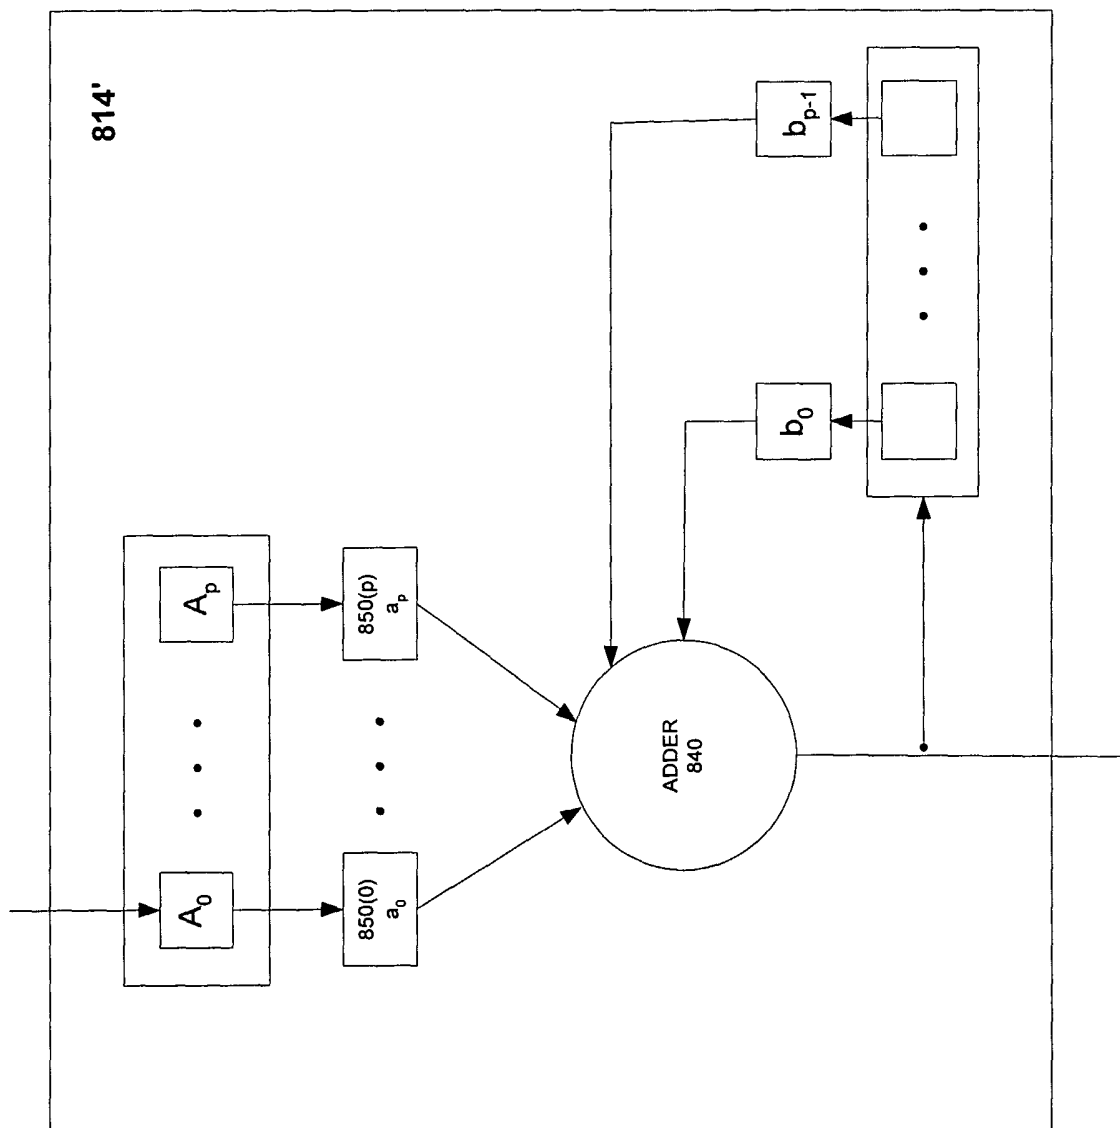 814'
A₀
Aₚ
850(0)
a₀
850(p)
aₚ
ADDER
840
b₀
bₚ₋₁